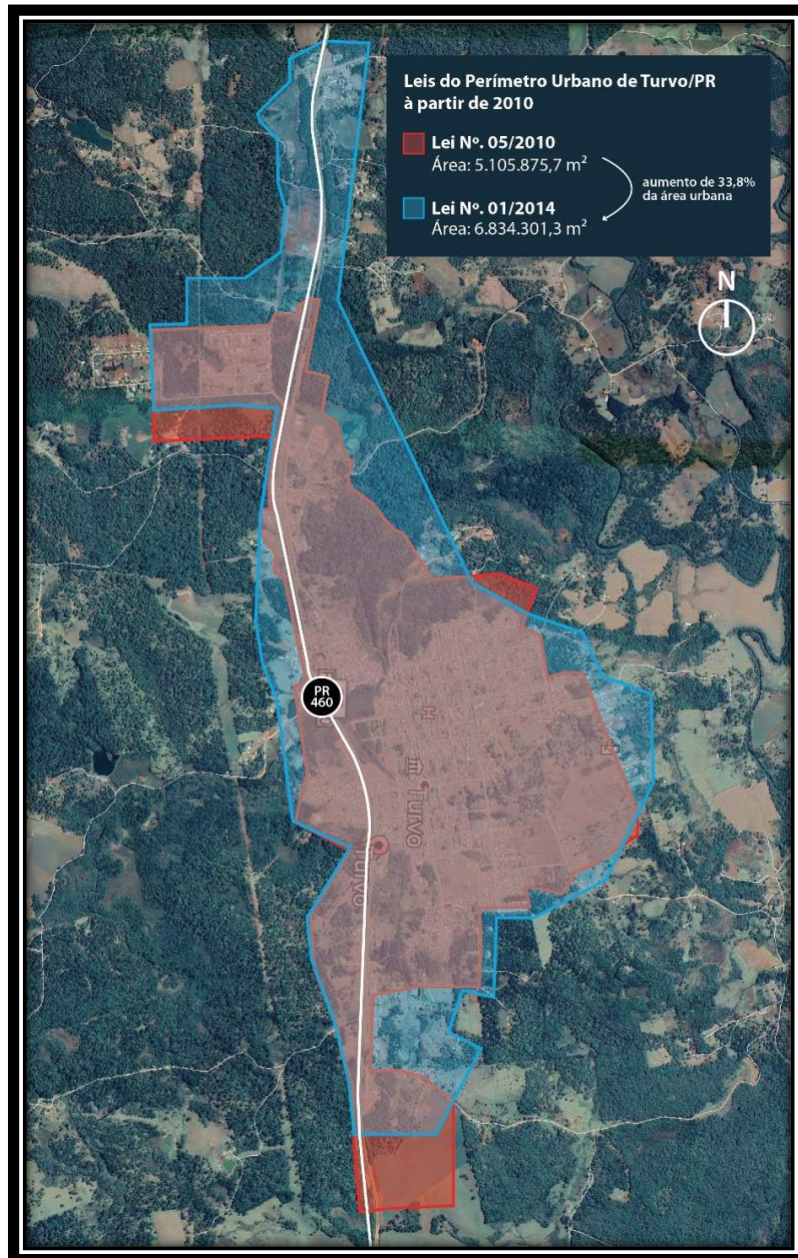 Leis do Perímetro Urbano de Turvo/PR
à partir de 2010
Lei Nº. 05/2010
Área: 5.105.875,7 m²
aumento de 33,8%
da área urbana
Lei Nº. 01/2014
Área: 6.834.301,3 m²
N
PR
460
H
Turvo
Turvo